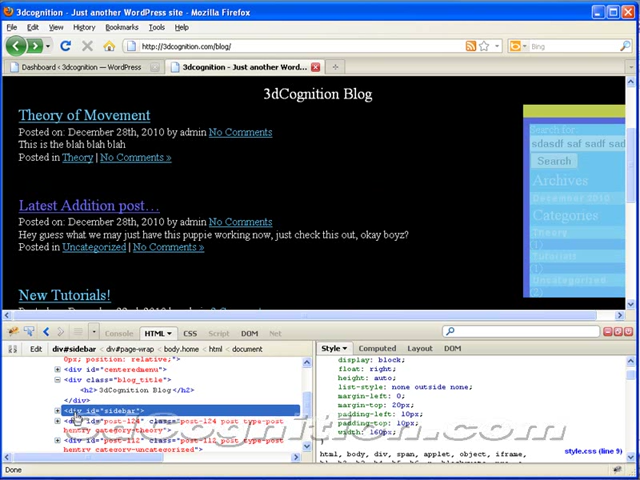 3dcognition - Just another WordPress site - Mozilla Firefox
File Edit View History Bookmarks Tools Help
http://3dcognition.com/blog/
Bing
Dashboard ‹ 3dcognition — WordPress
3dcognition - Just another Word...
3dCognition Blog
Theory of Movement
Posted on: December 28th, 2010 by admin No Comments
This is the blah blah blah
Posted in Theory | No Comments »
Search for:
sdasdf saf sadf sadf
Search
Archives
December 2010
Categories
Theory
(1)
Tutorials
(1)
Uncategorized
(2)
Latest Addition post…
Posted on: December 28th, 2010 by admin No Comments
Hey guess what we may just have this puppie working now, just check this out, okay boyz?
Posted in Uncategorized | No Comments »
New Tutorials!
Console HTML CSS Script DOM Net
Edit div#sidebar < div#page-wrap < body.home < html < document
Style Computed Layout DOM
0px; position: relative;">
<div id="centeredmenu">
<div class="blog_title">
<h2>3dCognition Blog</h2>
</div>
<div id="sidebar">
<div id="post-124" class="post-124 post type-post
hentry category-theory">
<div id="post-112" class="post-112 post type-post
hentry category-uncategorized">
display: block;
float: right;
height: auto;
list-style: none outside none;
margin-left: 0;
margin-top: 20px;
padding-left: 10px;
padding-top: 10px;
width: 160px;
style.css (line 9)
html, body, div, span, applet, object, iframe,
3dCognition.com
Done